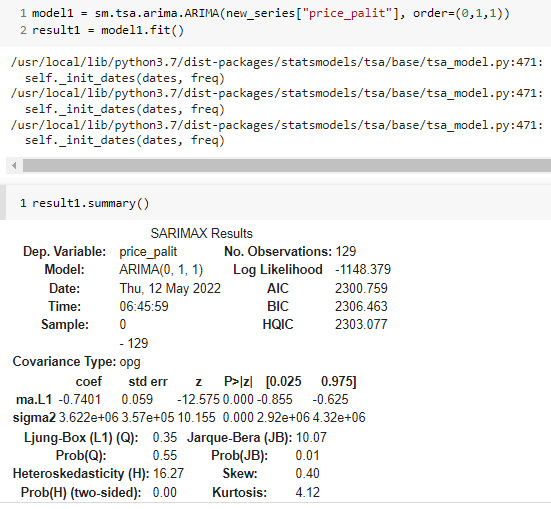 1 model1 = sm.tsa.arima.ARIMA(new_series["price_palit"], order=(0,1,1))
2 result1 = model1.fit()
/usr/local/lib/python3.7/dist-packages/statsmodels/tsa/base/tsa_model.py:471:
self._init_dates(dates, freq)
/usr/local/lib/python3.7/dist-packages/statsmodels/tsa/base/tsa_model.py:471:
self._init_dates(dates, freq)
/usr/local/lib/python3.7/dist-packages/statsmodels/tsa/base/tsa_model.py:471:
self._init_dates(dates, freq)
1 result1.summary()
SARIMAX Results
Dep. Variable: price_palit No. Observations: 129
Model: ARIMA(0, 1, 1) Log Likelihood -1148.379
Date: Thu, 12 May 2022 AIC 2300.759
Time: 06:45:59 BIC 2306.463
Sample: 0 HQIC 2303.077
- 129
Covariance Type: opg
coef std err z P>|z| [0.025 0.975]
ma.L1 -0.7401 0.059 -12.575 0.000 -0.855 -0.625
sigma2 3.622e+06 3.57e+05 10.155 0.000 2.92e+06 4.32e+06
Ljung-Box (L1) (Q): 0.35 Jarque-Bera (JB): 10.07
Prob(Q): 0.55 Prob(JB): 0.01
Heteroskedasticity (H): 16.27 Skew: 0.40
Prob(H) (two-sided): 0.00 Kurtosis: 4.12